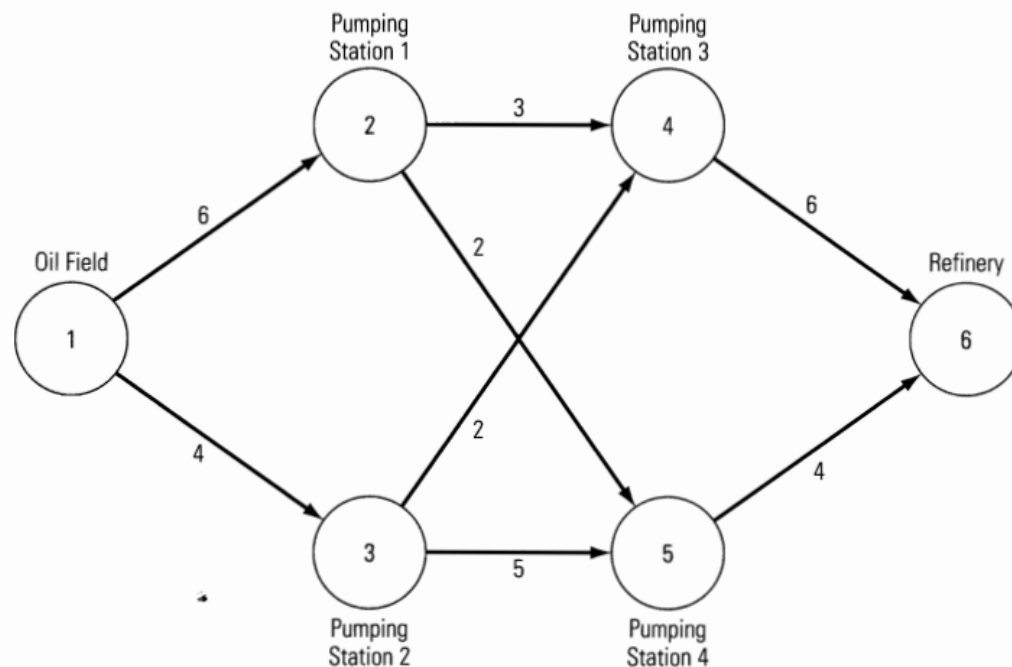 Pumping
Station 1
Pumping
Station 3
2
3
4
6
2
6
Oil Field
Refinery
1
6
2
4
4
3
5
5
Pumping
Station 2
Pumping
Station 4